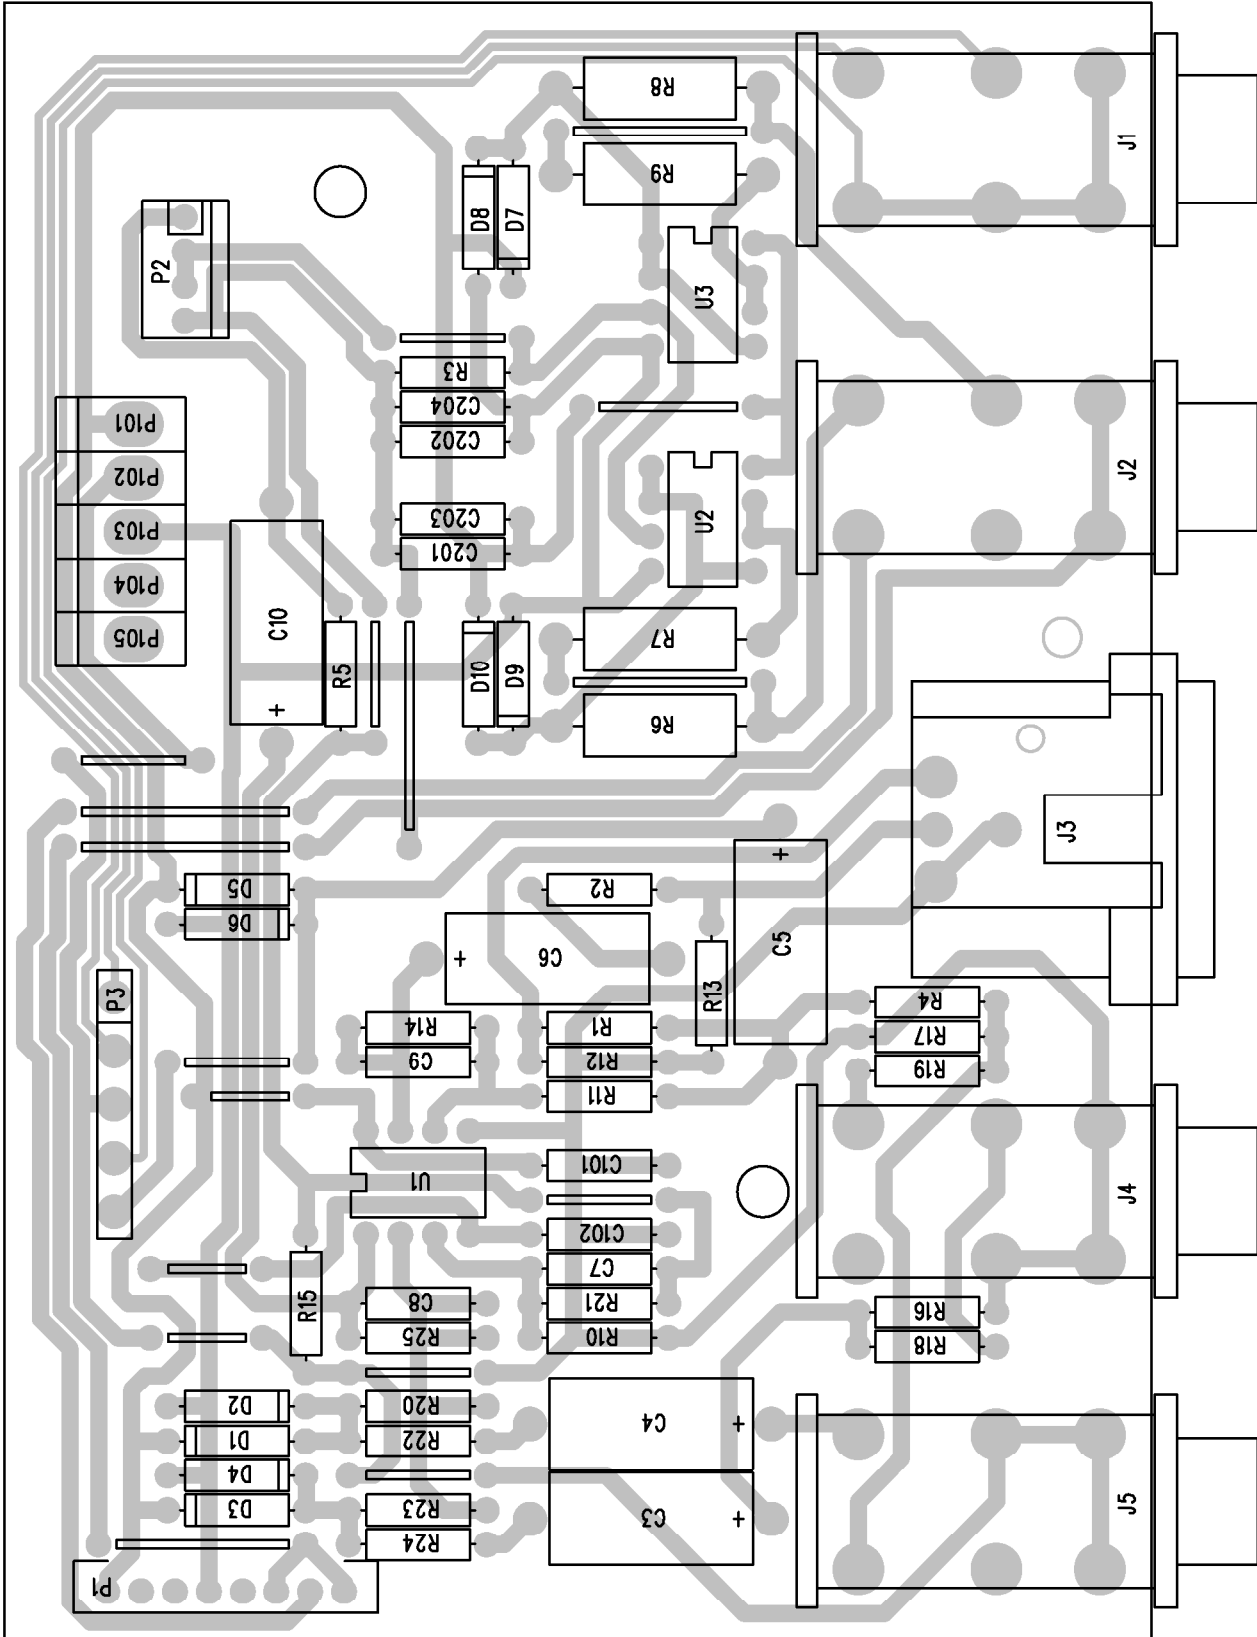 R8
J1
R9
D8
D7
P2
U3
R3
C204
C202
P101
P102
P103
P104
P105
J2
U2
C203
C201
C10
+
R5
R7
D10
D9
R6
J3
+
D5
R2
D6
C5
C6
+
P3
R13
R4
R14
R1
R17
C9
R12
R19
R11
C101
U1
J4
C102
C7
R15
C8
R21
R16
R25
R10
R18
D2
R20
C4
+
D1
R22
D4
D3
R23
C3
+
J5
R24
P1